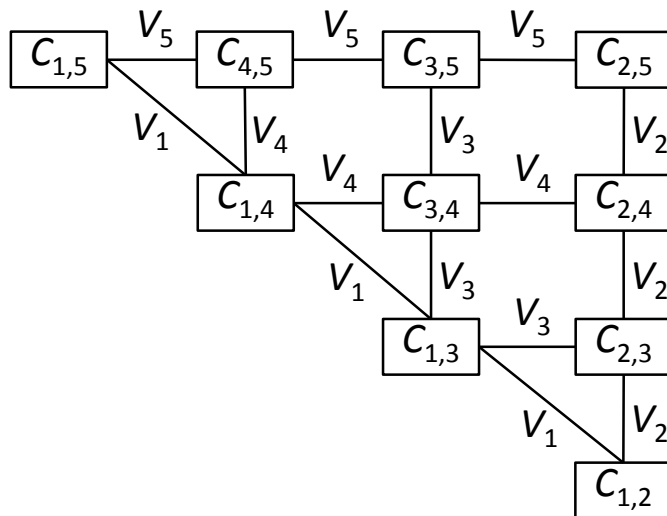 V5 V5 V5
C1,5 C4,5 C3,5 C2,5
V1 V4 V3 V2
C1,4 V4 C3,4 V4 C2,4
V1 V3 V2
C1,3 V3 C2,3
V1 V2
C1,2